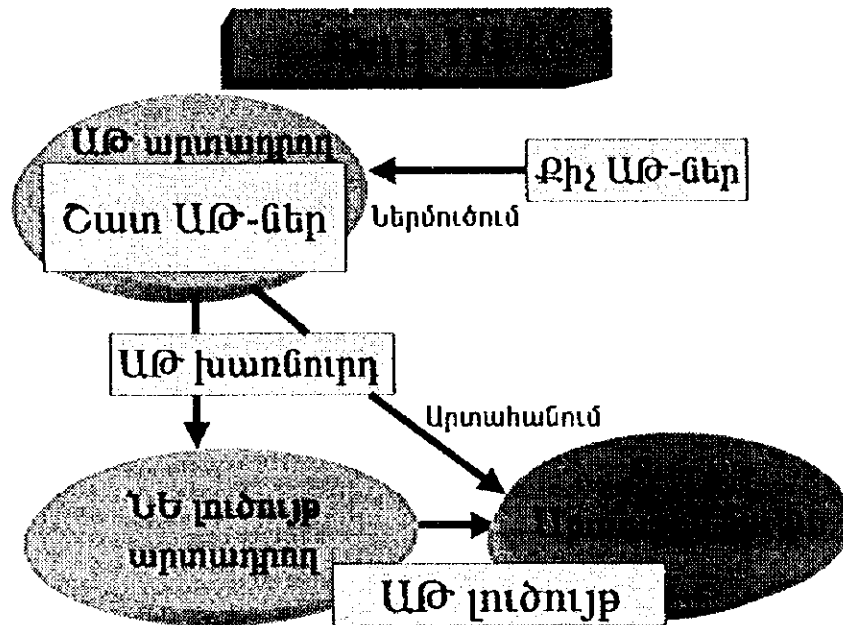 ԱԹ արտադրող
Շատ ԱԹ-ներ
Քիչ ԱԹ-ներ
Ներմուծում
ԱԹ խառնուրդ
Արտահանում
ՆԵ լուծույթ
արտադրող
ԱԹ լուծույթ